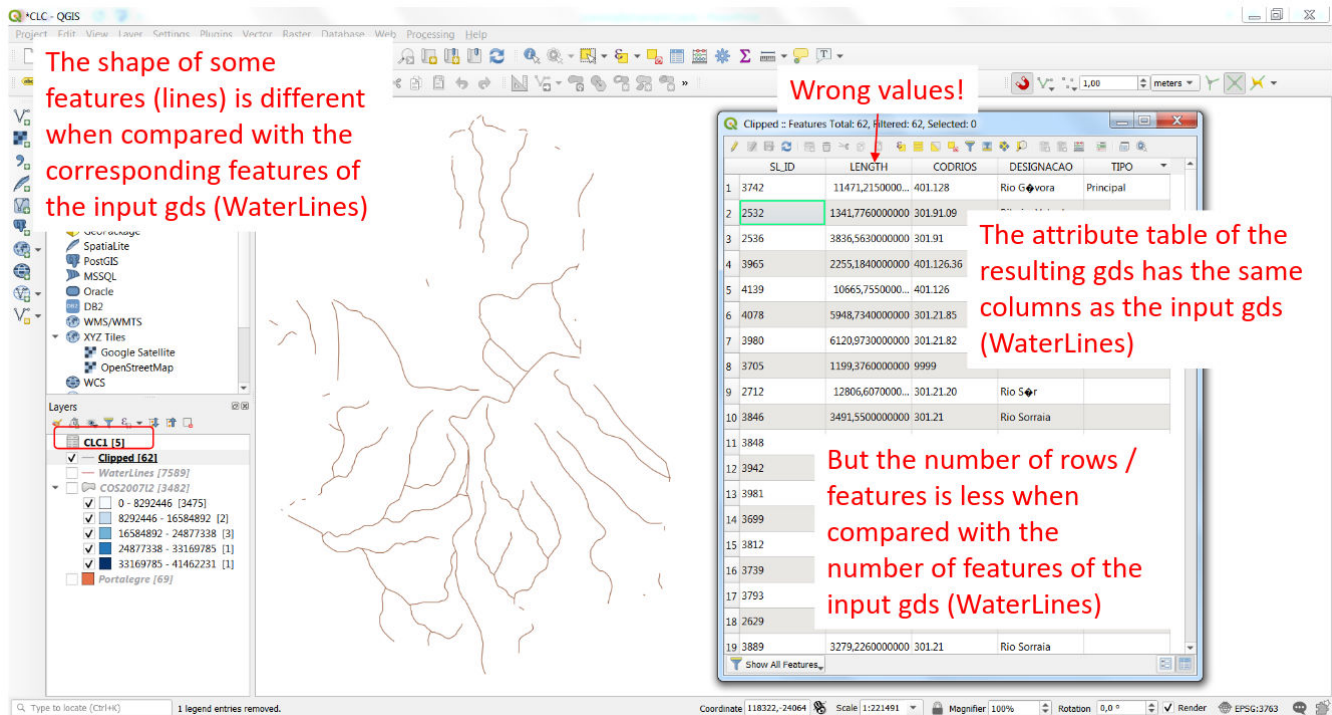 *CLC - QGIS
Project Edit View Layer Settings Plugins Vector Raster Database Web Processing Help
The shape of some
features (lines) is different
when compared with the
corresponding features of
the input gds (WaterLines)
Wrong values!
1,00
meters
GeoPackage
SpatiaLite
PostGIS
MSSQL
Oracle
DB2
WMS/WMTS
XYZ Tiles
Google Satellite
OpenStreetMap
WCS
Layers
CLC1 [5]
Clipped [62]
WaterLines [7589]
COS2007l2 [3482]
0 - 8292446 [3475]
8292446 - 16584892 [2]
16584892 - 24877338 [3]
24877338 - 33169785 [1]
33169785 - 41462231 [1]
Portalegre [69]
Clipped :: Features Total: 62, Filtered: 62, Selected: 0
SL_ID LENGTH CODRIOS DESIGNACAO TIPO
1 3742 11471,2150000... 401.128 Rio G�vora Principal
2 2532 1341,7760000000 301.91.09
3 2536 3836,5630000000 301.91
4 3965 2255,1840000000 401.126.36
5 4139 10665,7550000... 401.126
6 4078 5948,7340000000 301.21.85
7 3980 6120,9730000000 301.21.82
8 3705 1199,3760000000 9999
9 2712 12806,6070000... 301.21.20 Rio S�r
10 3846 3491,5500000000 301.21 Rio Sorraia
11 3848
12 3942
13 3981
14 3699
15 3812
16 3739
17 3793
18 2629
19 3889 3279,2260000000 301.21 Rio Sorraia
Show All Features
The attribute table of the
resulting gds has the same
columns as the input gds
(WaterLines)
But the number of rows /
features is less when
compared with the
number of features of the
input gds (WaterLines)
Type to locate (Ctrl+K)
1 legend entries removed.
Coordinate 118322,-24064 Scale 1:221491 Magnifier 100% Rotation 0,0 ° Render EPSG:3763